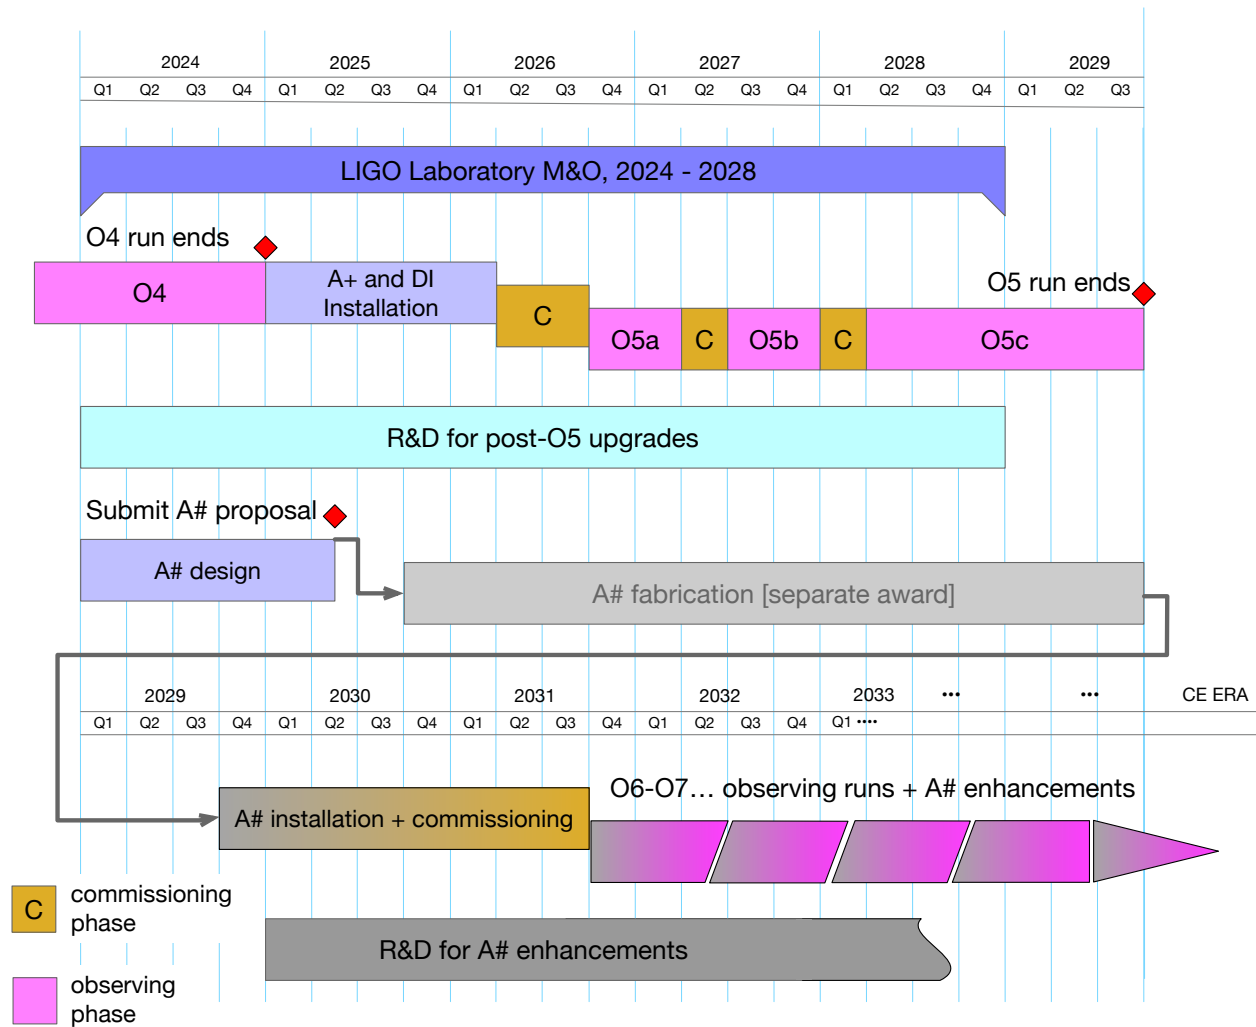 2024 2025 2026 2027 2028 2029
Q1 Q2 Q3 Q4 Q1 Q2 Q3 Q4 Q1 Q2 Q3 Q4 Q1 Q2 Q3 Q4 Q1 Q2 Q3 Q4 Q1 Q2 Q3
LIGO Laboratory M&O, 2024 - 2028
O4 run ends
O4
A+ and DI
Installation
C
O5 run ends
O5a
C
O5b
C
O5c
R&D for post-O5 upgrades
Submit A# proposal
A# design
A# fabrication [separate award]
2029 2030 2031 2032 2033 ••• ••• CE ERA
Q1 Q2 Q3 Q4 Q1 Q2 Q3 Q4 Q1 Q2 Q3 Q4 Q1 Q2 Q3 Q4 Q1 ••••
O6-O7… observing runs + A# enhancements
A# installation + commissioning
C
commissioning
phase
R&D for A# enhancements
observing
phase